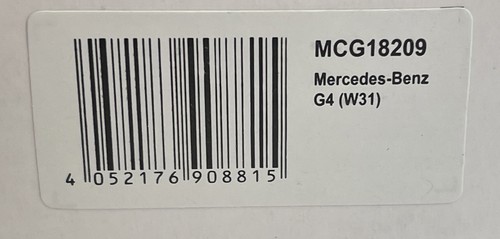 MCG18209
Mercedes-Benz
G4 (W31)
4 052176 908815